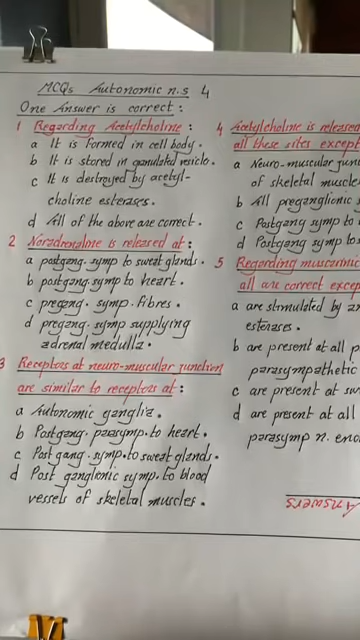 MCQs Autonomic n.s 4
One Answer is correct:
1 Regarding Acetylcholine:
a It is formed in cell body.
b It is stored in granulated vesicle.
c It is destroyed by acetyl-
choline esterases.
d All of the above are correct.
2 Noradrenaline is released at:
a postgang. symp to sweat glands.
b postgang. symp to heart.
c pregang. symp. fibres.
d pregang. symp supplying
adrenal medulla.
3 Receptors at neuro-muscular junction
are similar to receptors at:
a Autonomic ganglia.
b Postgang. parasymp. to heart.
c Post gang. symp. to sweat glands.
d Post ganglionic symp. to blood
vessels of skeletal muscles.
4 Acetylcholine is released
all these sites except
a Neuro-muscular
of skeletal muscle
b All preganglionic
c Postgang symp to
d Postgang symp to
5 Regarding muscarinic
all are correct except
a are stimulated by
esterases.
b are present at all
parasympathetic
c are present at
d are present at all
parasymp n.
Answers